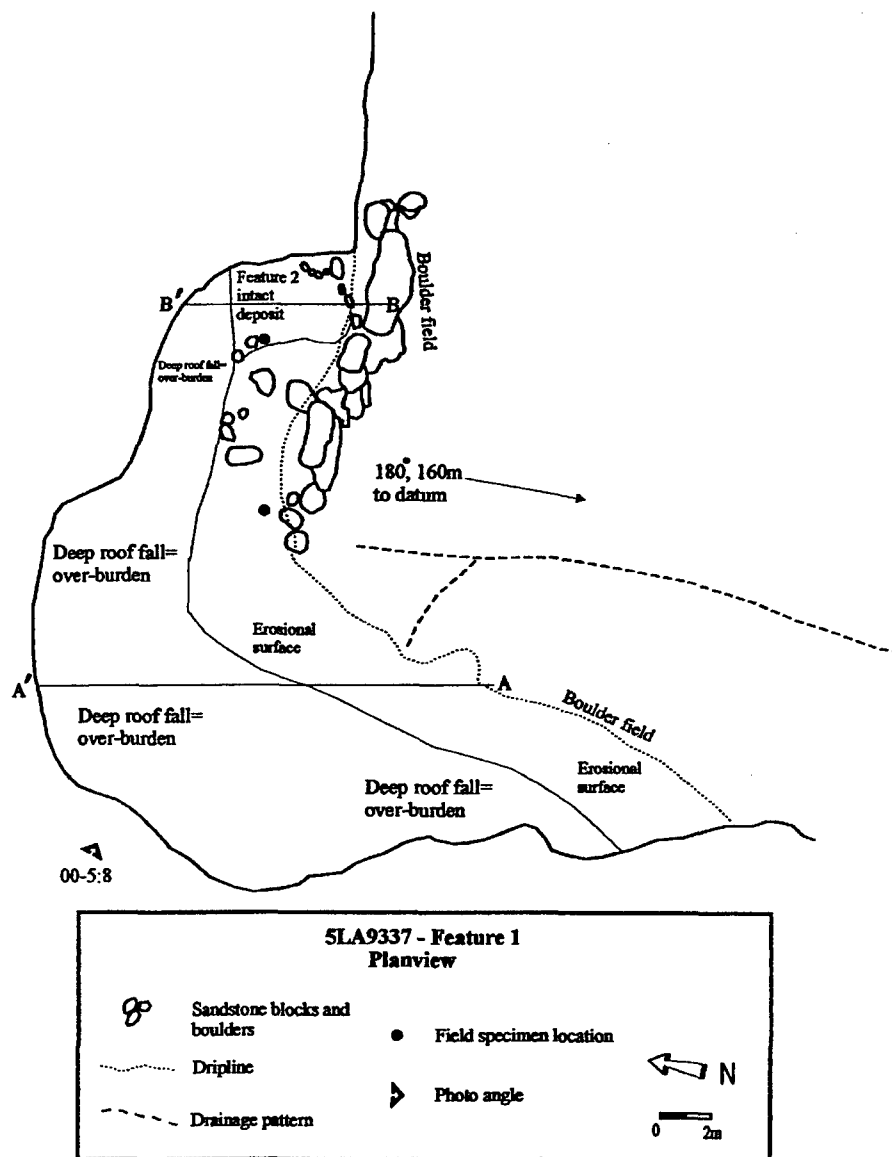 Boulder field
Feature 2
intact
deposit
B'
B
Deep roof fall=
over-burden
180°, 160m
to datum
Deep roof fall=
over-burden
Erosional
surface
A'
A
Deep roof fall=
over-burden
Boulder field
Erosional
surface
Deep roof fall=
over-burden
00-5:8
5LA9337 - Feature 1
Planview
Sandstone blocks and
boulders
Field specimen location
Dripline
N
Photo angle
Drainage pattern
0 2m